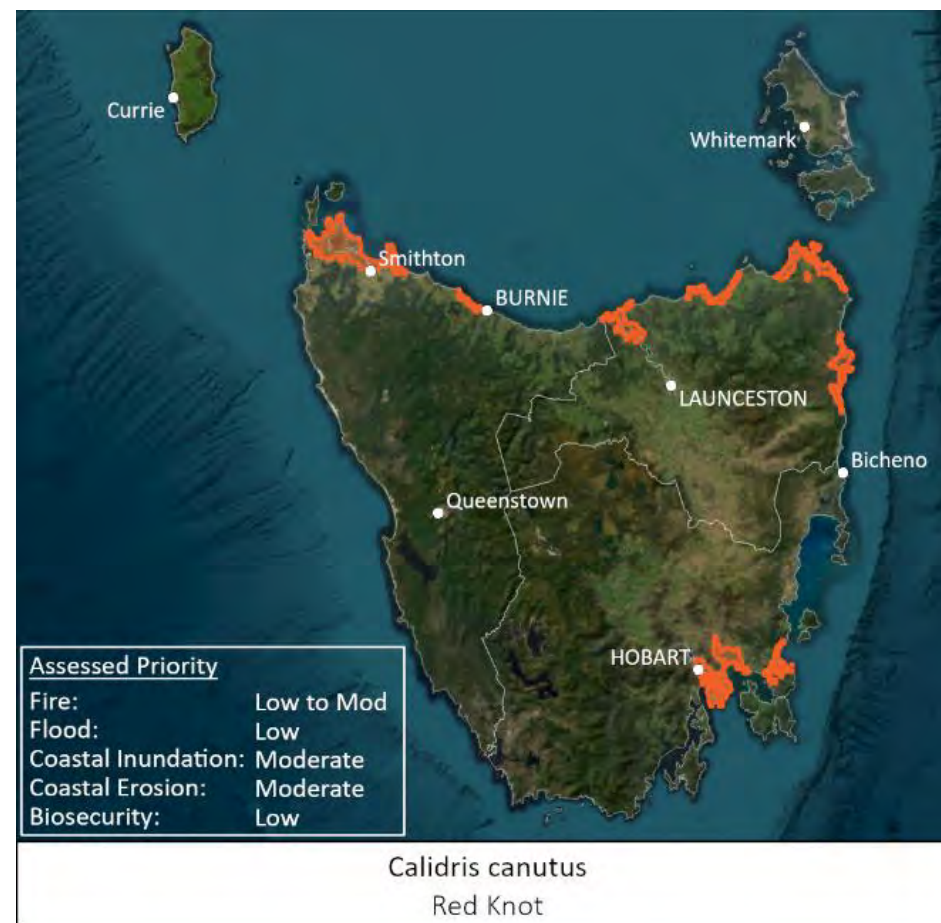 Currie
Whitemark
Smithton
BURNIE
LAUNCESTON
Bicheno
Queenstown
HOBART
Assessed Priority
Fire: Low to Mod
Flood: Low
Coastal Inundation: Moderate
Coastal Erosion: Moderate
Biosecurity: Low
Calidris canutus
Red Knot